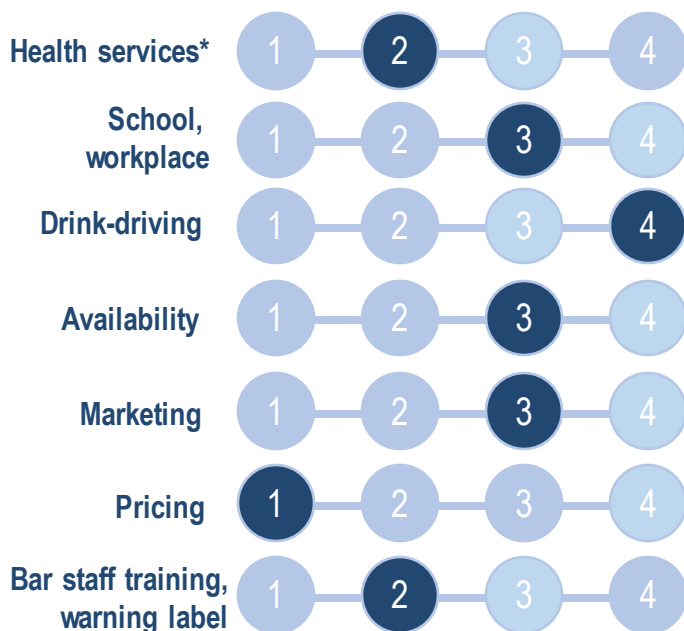 Health services* 1 2 3 4
School,
workplace 1 2 3 4
Drink-driving 1 2 3 4
Availability 1 2 3 4
Marketing 1 2 3 4
Pricing 1 2 3 4
Bar staff training,
warning label 1 2 3 4